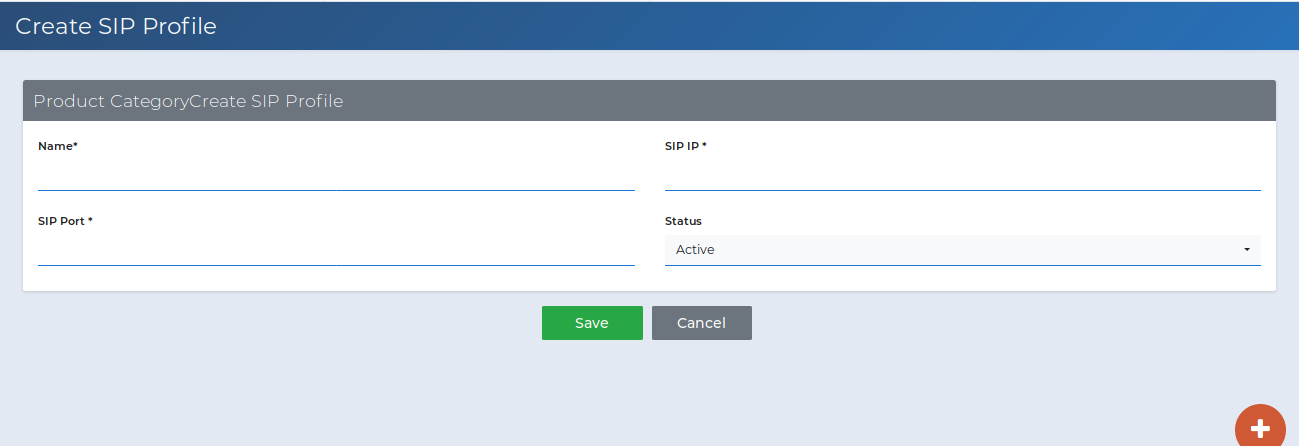 Create SIP Profile
Product CategoryCreate SIP Profile
Name*
SIP IP *
SIP Port *
Status
Active
Save
Cancel